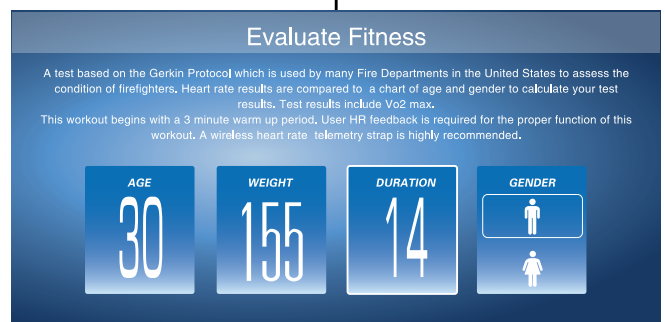 Evaluate Fitness
A test based on the Gerkin Protocol which is used by many Fire Departments in the United States to assess the
condition of firefighters. Heart rate results are compared to a chart of age and gender to calculate your test
results. Test results include Vo2 max.
This workout begins with a 3 minute warm up period. User HR feedback is required for the proper function of this
workout. A wireless heart rate telemetry strap is highly recommended.
AGE
30
WEIGHT
155
DURATION
14
GENDER